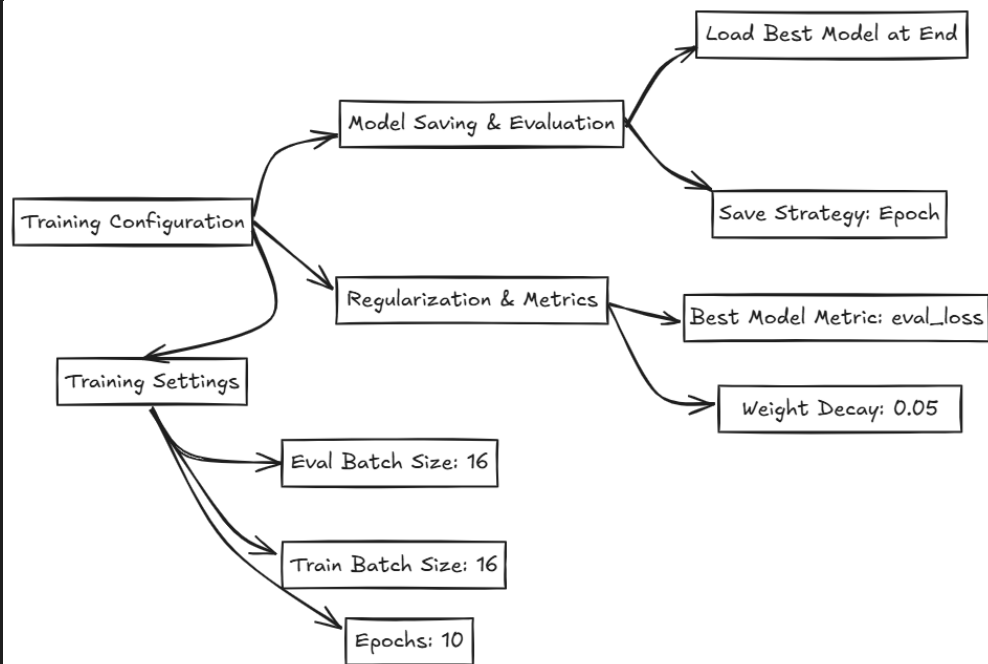 Load Best Model at End
Model Saving & Evaluation
Training Configuration
Save Strategy: Epoch
Regularization & Metrics
Best Model Metric: eval_loss
Training Settings
Weight Decay: 0.05
Eval Batch Size: 16
Train Batch Size: 16
Epochs: 10